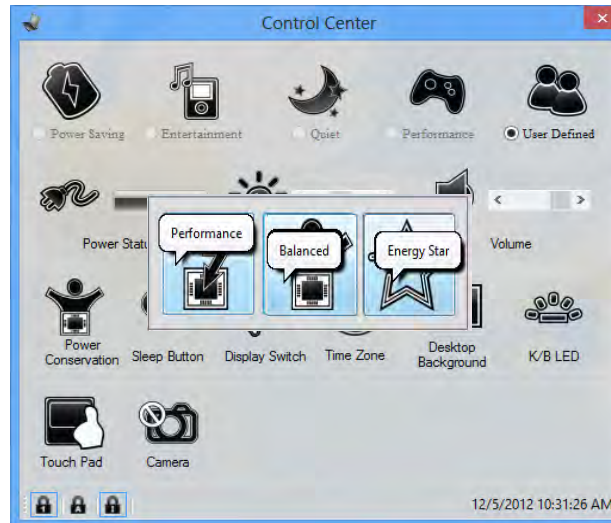 Control Center
Power Saving
Entertainment
Quiet
Performance
User Defined
Performance
Balanced
Energy Star
Power Statu
Volume
Power
Conservation
Sleep Button
Display Switch
Time Zone
Desktop
Background
K/B LED
Touch Pad
Camera
12/5/2012 10:31:26 AM